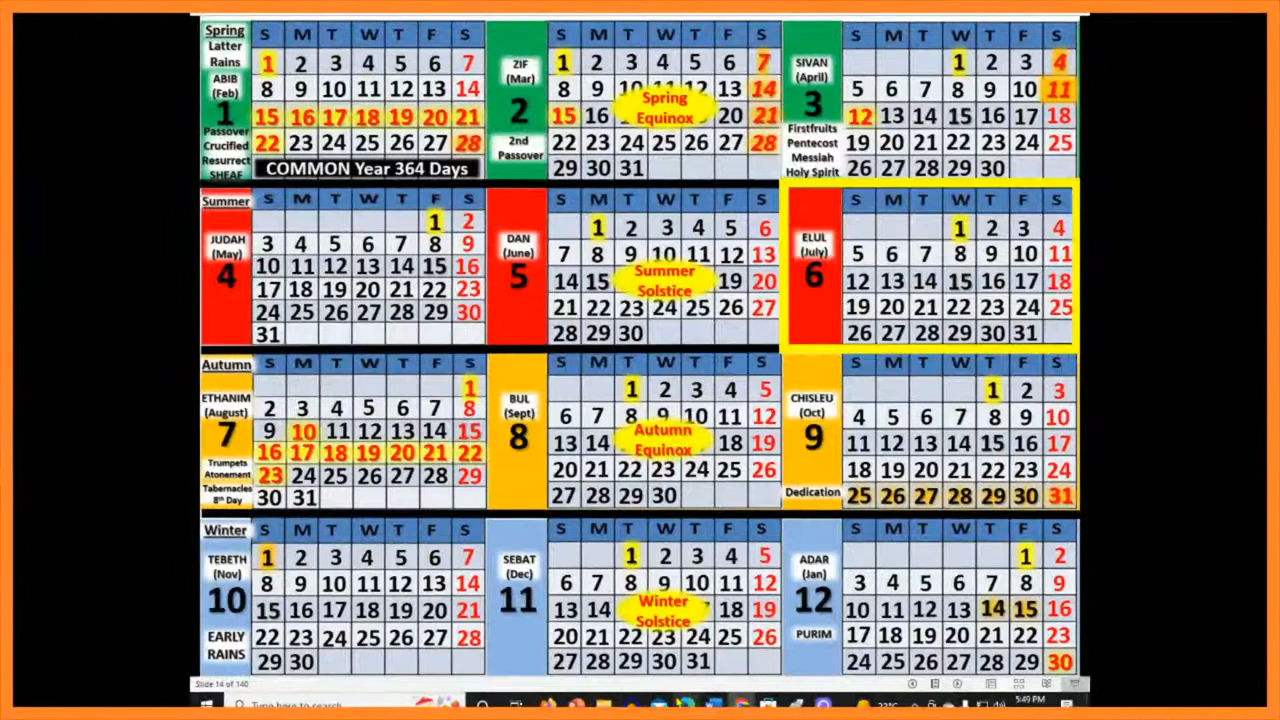 Spring
Latter
Rains
ABIB
(Feb)
1
Passover
Crucified
Resurrect
SHEAF
S M T W T F S
1 2 3 4 5 6 7
8 9 10 11 12 13 14
15 16 17 18 19 20 21
22 23 24 25 26 27 28
COMMON Year 364 Days
ZIF
(Mar)
2
2nd
Passover
S M T W T F S
1 2 3 4 5 6 7
8 9 10 11 12 13 14
15 16 20 21
22 23 24 25 26 27 28
29 30 31
Spring
Equinox
SIVAN
(April)
3
Firstfruits
Pentecost
Messiah
Holy Spirit
S M T W T F S
1 2 3 4
5 6 7 8 9 10 11
12 13 14 15 16 17 18
19 20 21 22 23 24 25
26 27 28 29 30
Summer
JUDAH
(May)
4
S M T W T F S
1 2
3 4 5 6 7 8 9
10 11 12 13 14 15 16
17 18 19 20 21 22 23
24 25 26 27 28 29 30
31
DAN
(June)
5
S M T W T F S
1 2 3 4 5 6
7 8 9 10 11 12 13
14 15 19 20
21 22 23 24 25 26 27
28 29 30
Summer
Solstice
ELUL
(July)
6
S M T W T F S
1 2 3 4
5 6 7 8 9 10 11
12 13 14 15 16 17 18
19 20 21 22 23 24 25
26 27 28 29 30 31
Autumn
ETHANIM
(August)
7
Trumpets
Atonement
Tabernacles
8th Day
S M T W T F S
1
2 3 4 5 6 7 8
9 10 11 12 13 14 15
16 17 18 19 20 21 22
23 24 25 26 27 28 29
30 31
BUL
(Sept)
8
S M T W T F S
1 2 3 4 5
6 7 8 9 10 11 12
13 14 18 19
20 21 22 23 24 25 26
27 28 29 30
Autumn
Equinox
CHISLEU
(Oct)
9
Dedication
S M T W T F S
1 2 3
4 5 6 7 8 9 10
11 12 13 14 15 16 17
18 19 20 21 22 23 24
25 26 27 28 29 30 31
Winter
TEBETH
(Nov)
10
EARLY
RAINS
S M T W T F S
1 2 3 4 5 6 7
8 9 10 11 12 13 14
15 16 17 18 19 20 21
22 23 24 25 26 27 28
29 30
SEBAT
(Dec)
11
S M T W T F S
1 2 3 4 5
6 7 8 9 10 11 12
13 14 18 19
20 21 22 23 24 25 26
27 28 29 30 31
Winter
Solstice
ADAR
(Jan)
12
PURIM
S M T W T F S
1 2
3 4 5 6 7 8 9
10 11 12 13 14 15 16
17 18 19 20 21 22 23
24 25 26 27 28 29 30
Slide 14 of 140
Type here to search
5:49 PM